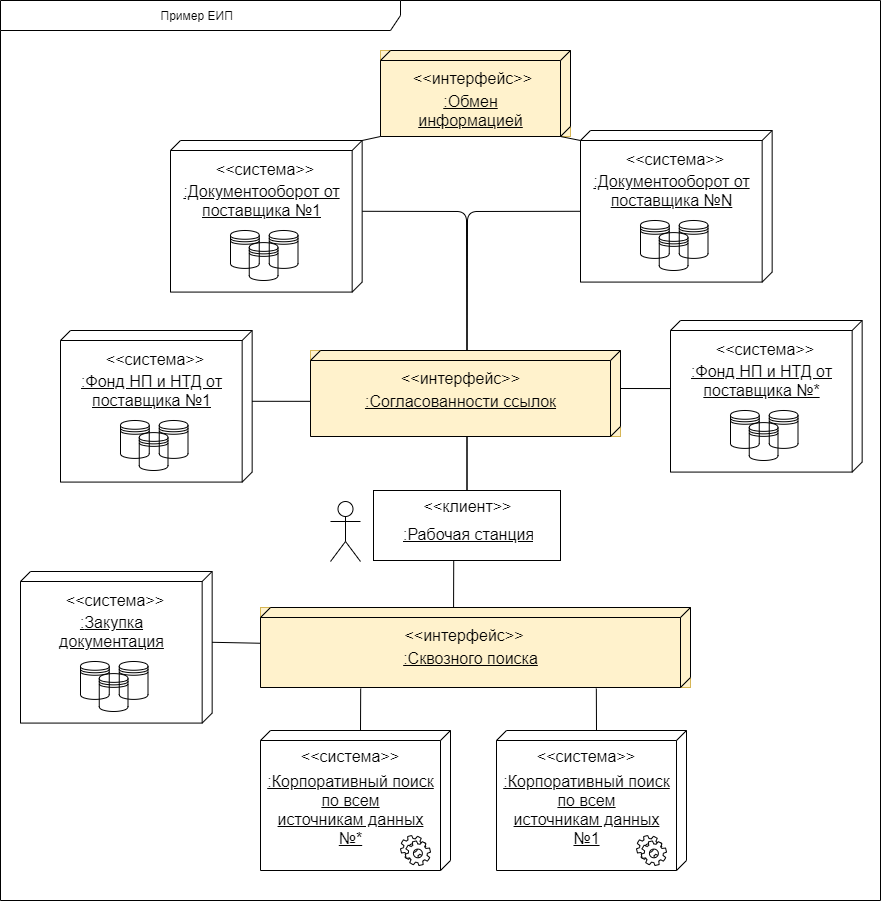 Пример ЕИП
<<интерфейс>>
:Обмен
информацией
<<система>>
:Документооборот от
поставщика №1
<<система>>
:Документооборот от
поставщика №N
<<система>>
:Фонд НП и НТД от
поставщика №1
<<интерфейс>>
:Согласованности ссылок
<<система>>
:Фонд НП и НТД от
поставщика №*
<<клиент>>
:Рабочая станция
<<система>>
:Закупка
документация
<<интерфейс>>
:Сквозного поиска
<<система>>
:Корпоративный поиск
по всем
источникам данных
№*
<<система>>
:Корпоративный поиск
по всем
источникам данных
№1